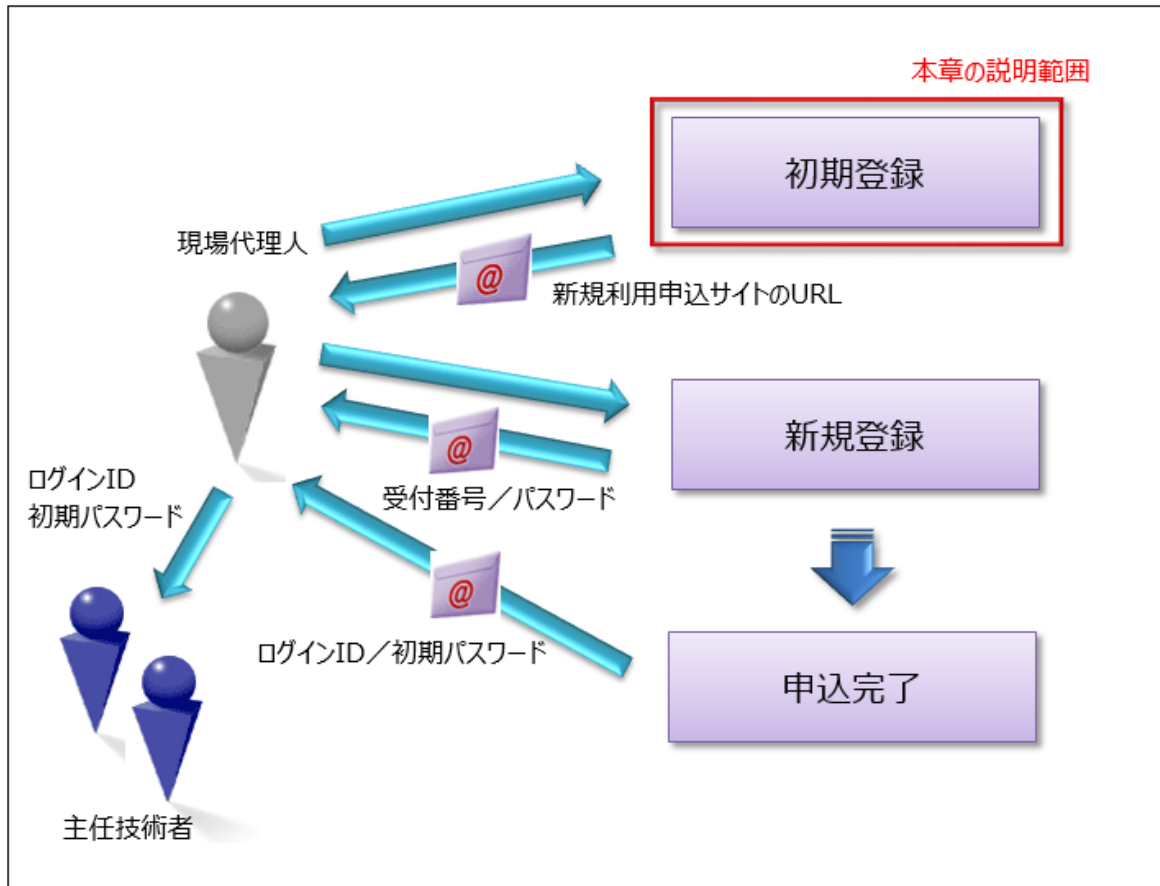 本章の説明範囲
初期登録
現場代理人
@
新規利用申込サイトのURL
新規登録
@
受付番号／パスワード
ログインID
初期パスワード
@
ログインID／初期パスワード
申込完了
主任技術者